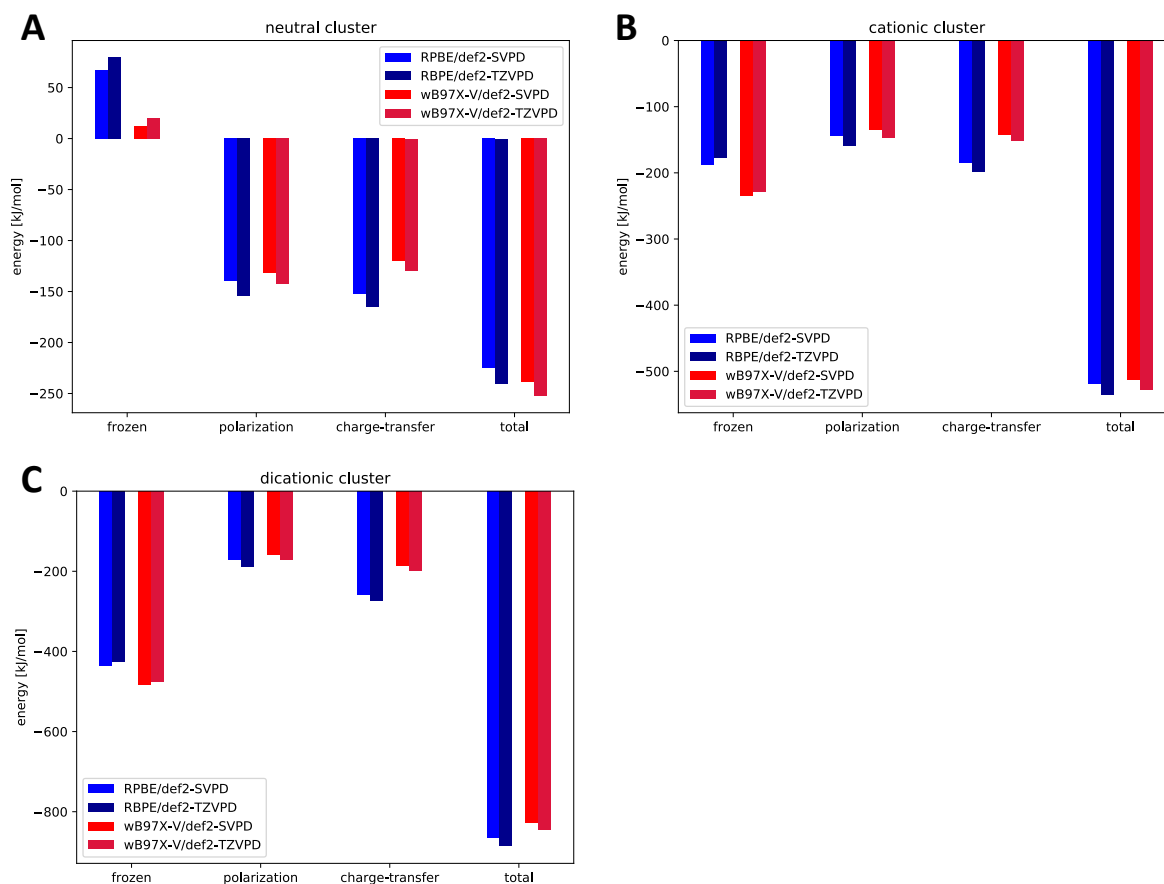 A
neutral cluster
energy [kJ/mol]
50
0
−50
−100
−150
−200
−250
RPBE/def2-SVPD
RBPE/def2-TZVPD
wB97X-V/def2-SVPD
wB97X-V/def2-TZVPD
frozen
polarization
charge-transfer
total
B
cationic cluster
energy [kJ/mol]
0
−100
−200
−300
−400
−500
RPBE/def2-SVPD
RBPE/def2-TZVPD
wB97X-V/def2-SVPD
wB97X-V/def2-TZVPD
frozen
polarization
charge-transfer
total
C
dicationic cluster
energy [kJ/mol]
0
−200
−400
−600
−800
RPBE/def2-SVPD
RBPE/def2-TZVPD
wB97X-V/def2-SVPD
wB97X-V/def2-TZVPD
frozen
polarization
charge-transfer
total